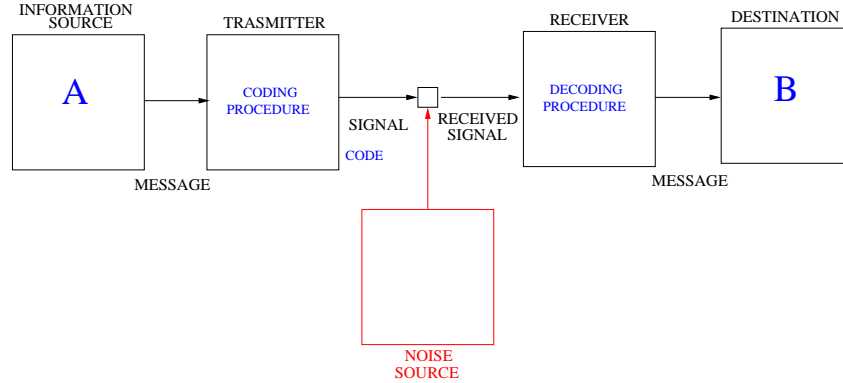 INFORMATION
SOURCE
TRASMITTER
RECEIVER
DESTINATION
A
CODING
PROCEDURE
DECODING
PROCEDURE
B
SIGNAL
RECEIVED
SIGNAL
CODE
MESSAGE
MESSAGE
NOISE
SOURCE